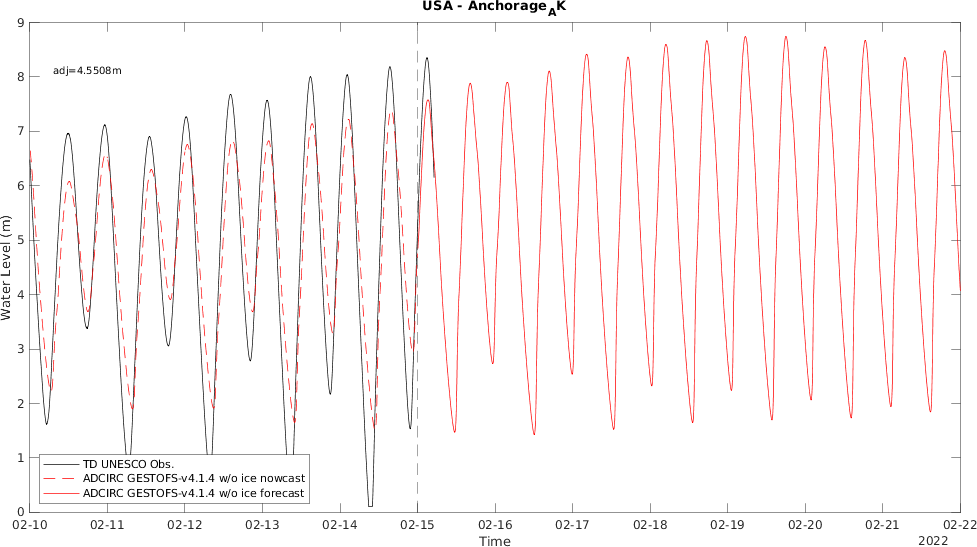 USA - Anchorage AK
9
8
7
6
5
4
3
2
1
0
adj=4.5508m
Water Level (m)
TD UNESCO Obs.
ADCIRC GESTOFS-v4.1.4 w/o ice nowcast
ADCIRC GESTOFS-v4.1.4 w/o ice forecast
02-10 02-11 02-12 02-13 02-14 02-15 02-16 02-17 02-18 02-19 02-20 02-21 02-22
Time
2022